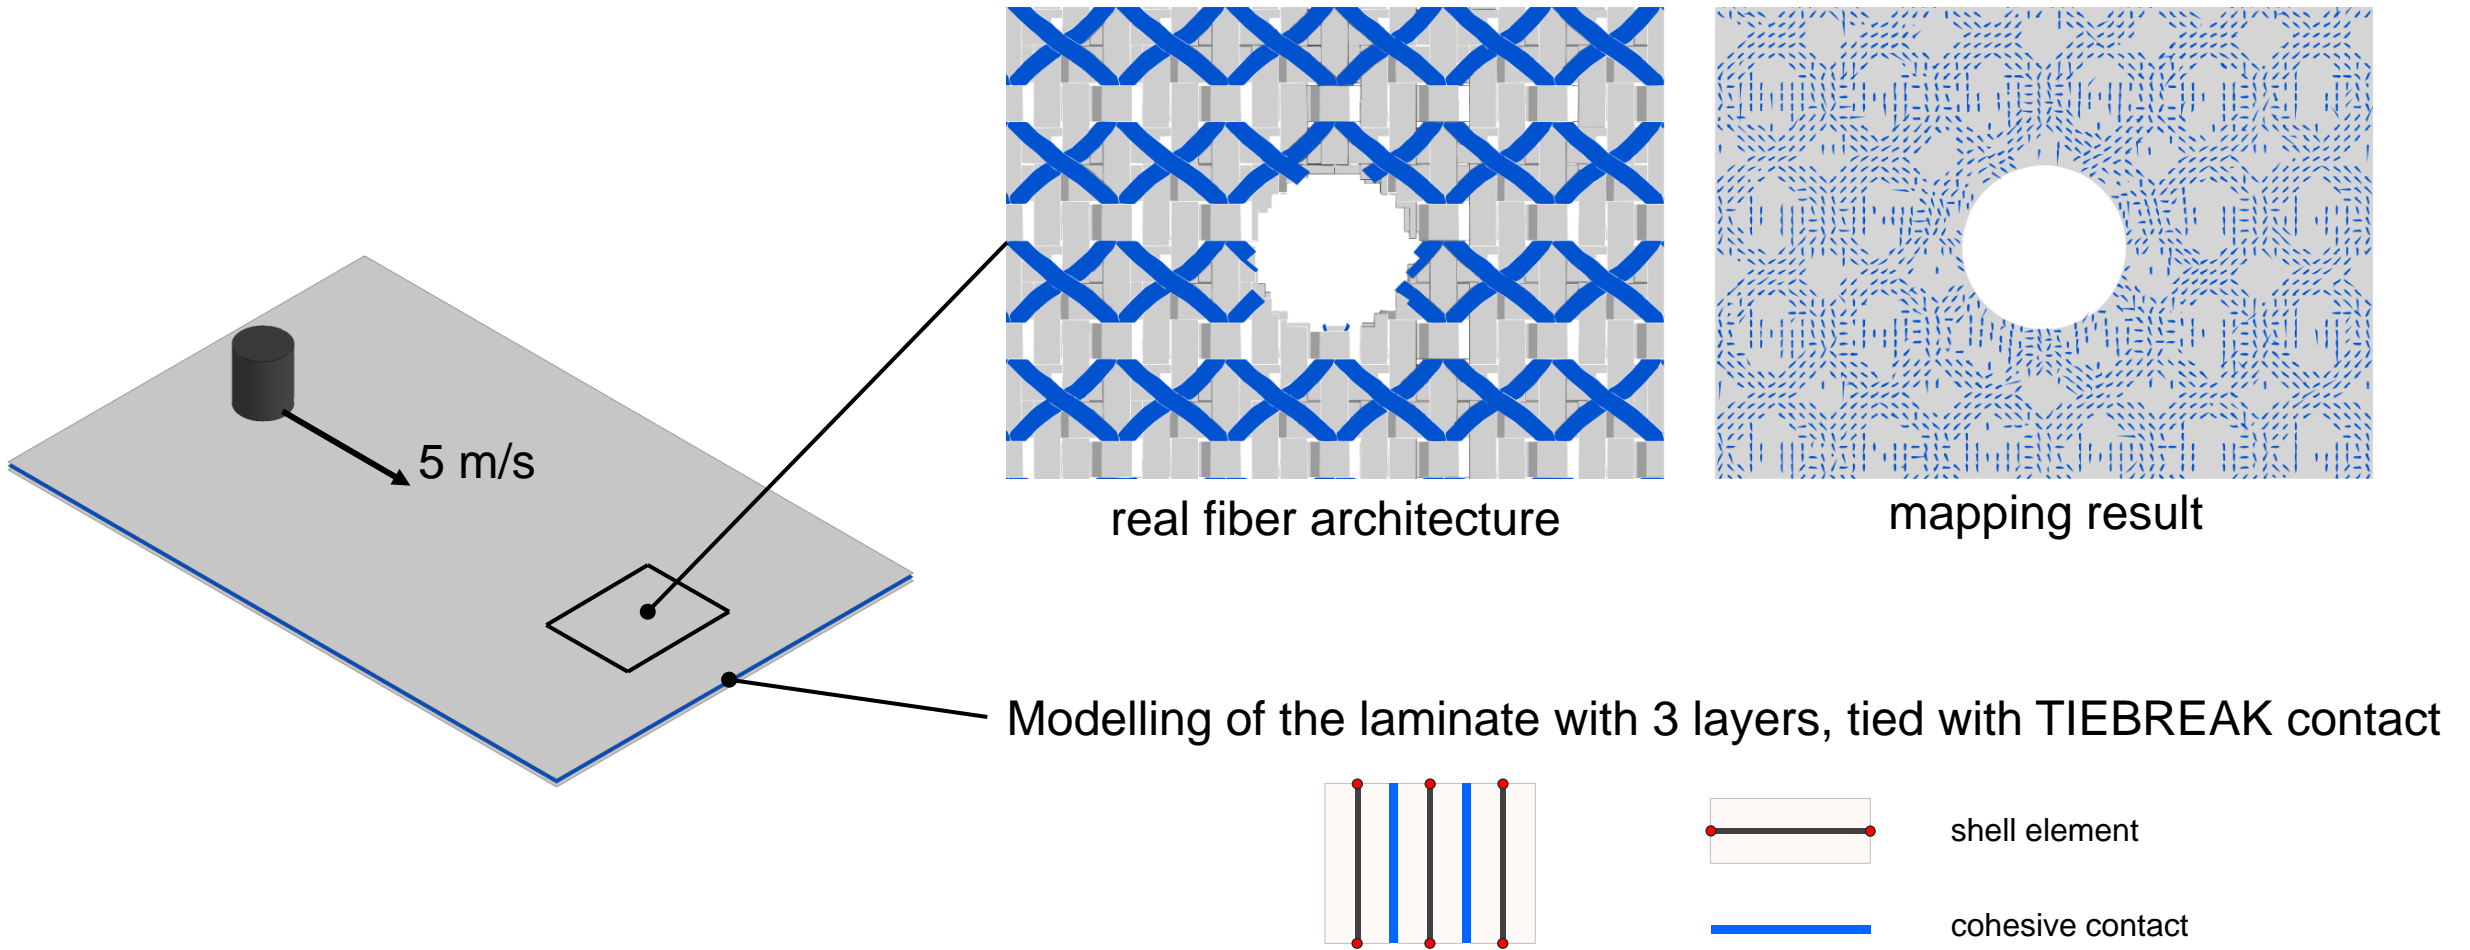 5 m/s
real fiber architecture
mapping result
Modelling of the laminate with 3 layers, tied with TIEBREAK contact
shell element
cohesive contact